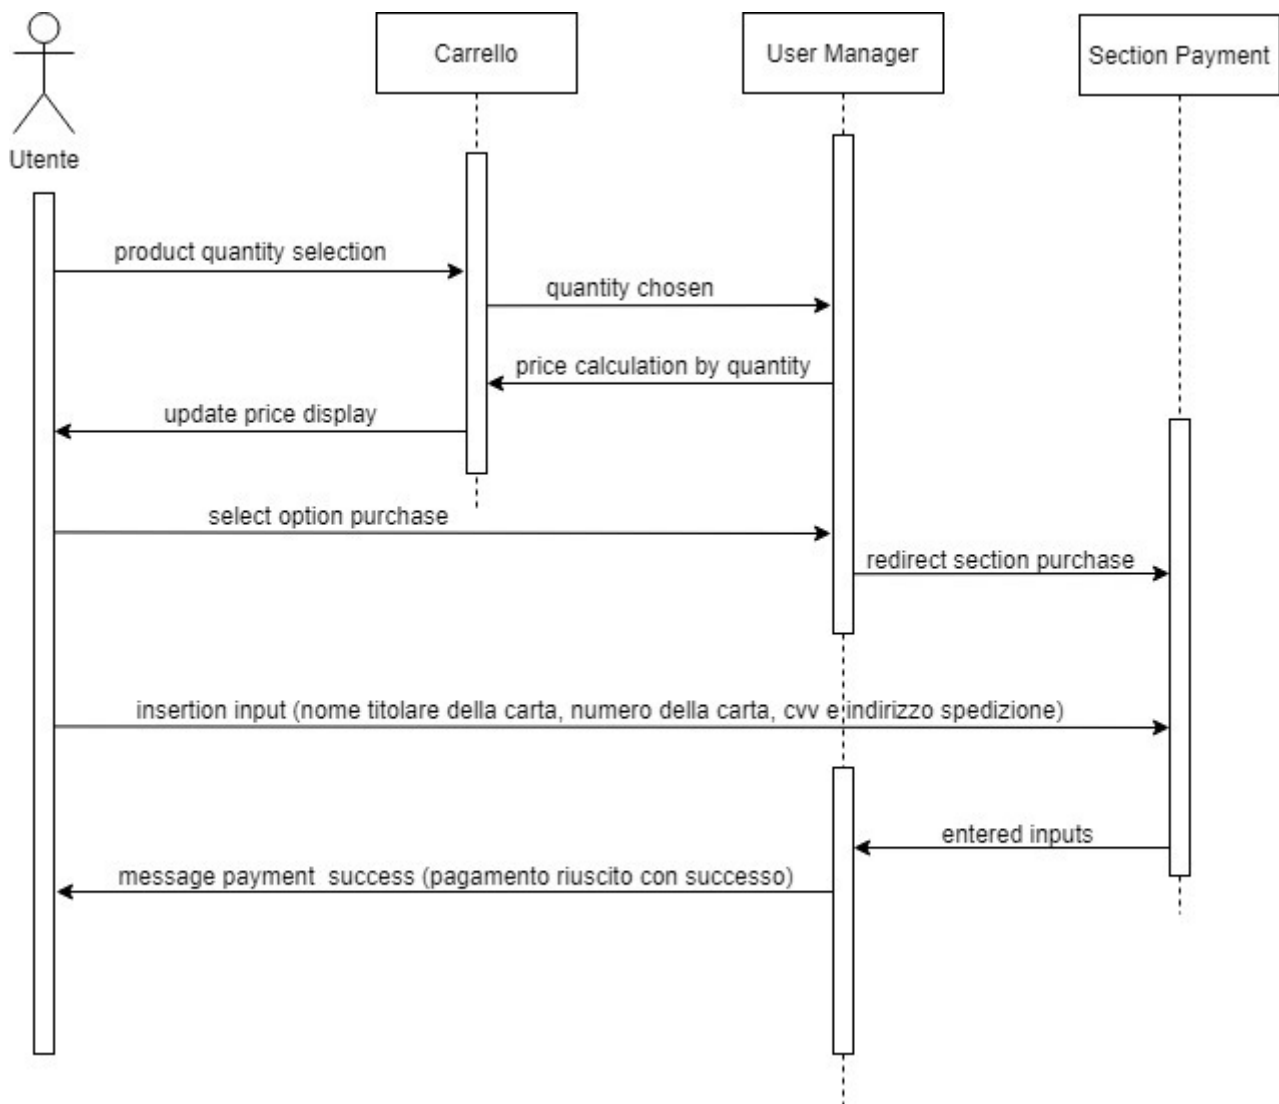 Carrello
User Manager
Section Payment
Utente
product quantity selection
quantity chosen
price calculation by quantity
update price display
select option purchase
redirect section purchase
insertion input (nome titolare della carta, numero della carta, cvv e indirizzo spedizione)
entered inputs
message payment success (pagamento riuscito con successo)